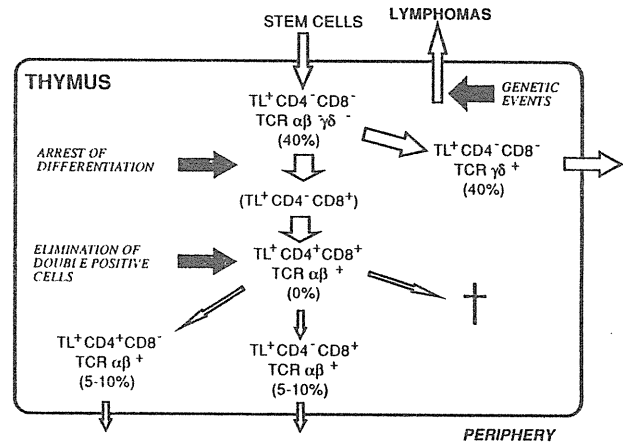 STEM CELLS
LYMPHOMAS
THYMUS
GENETIC
EVENTS
TL⁺CD4⁻CD8⁻
TCR αβ⁻γδ⁻
(40%)
TL⁺CD4⁻CD8⁻
TCR γδ⁺
(40%)
ARREST OF
DIFFERENTIATION
(TL⁺CD4⁻CD8⁺)
ELIMINATION OF
DOUBLE POSITIVE
CELLS
TL⁺CD4⁺CD8⁺
TCR αβ⁺
(0%)
TL⁺CD4⁺CD8⁻
TCR αβ⁺
(5-10%)
TL⁺CD4⁻CD8⁺
TCR αβ⁺
(5-10%)
PERIPHERY